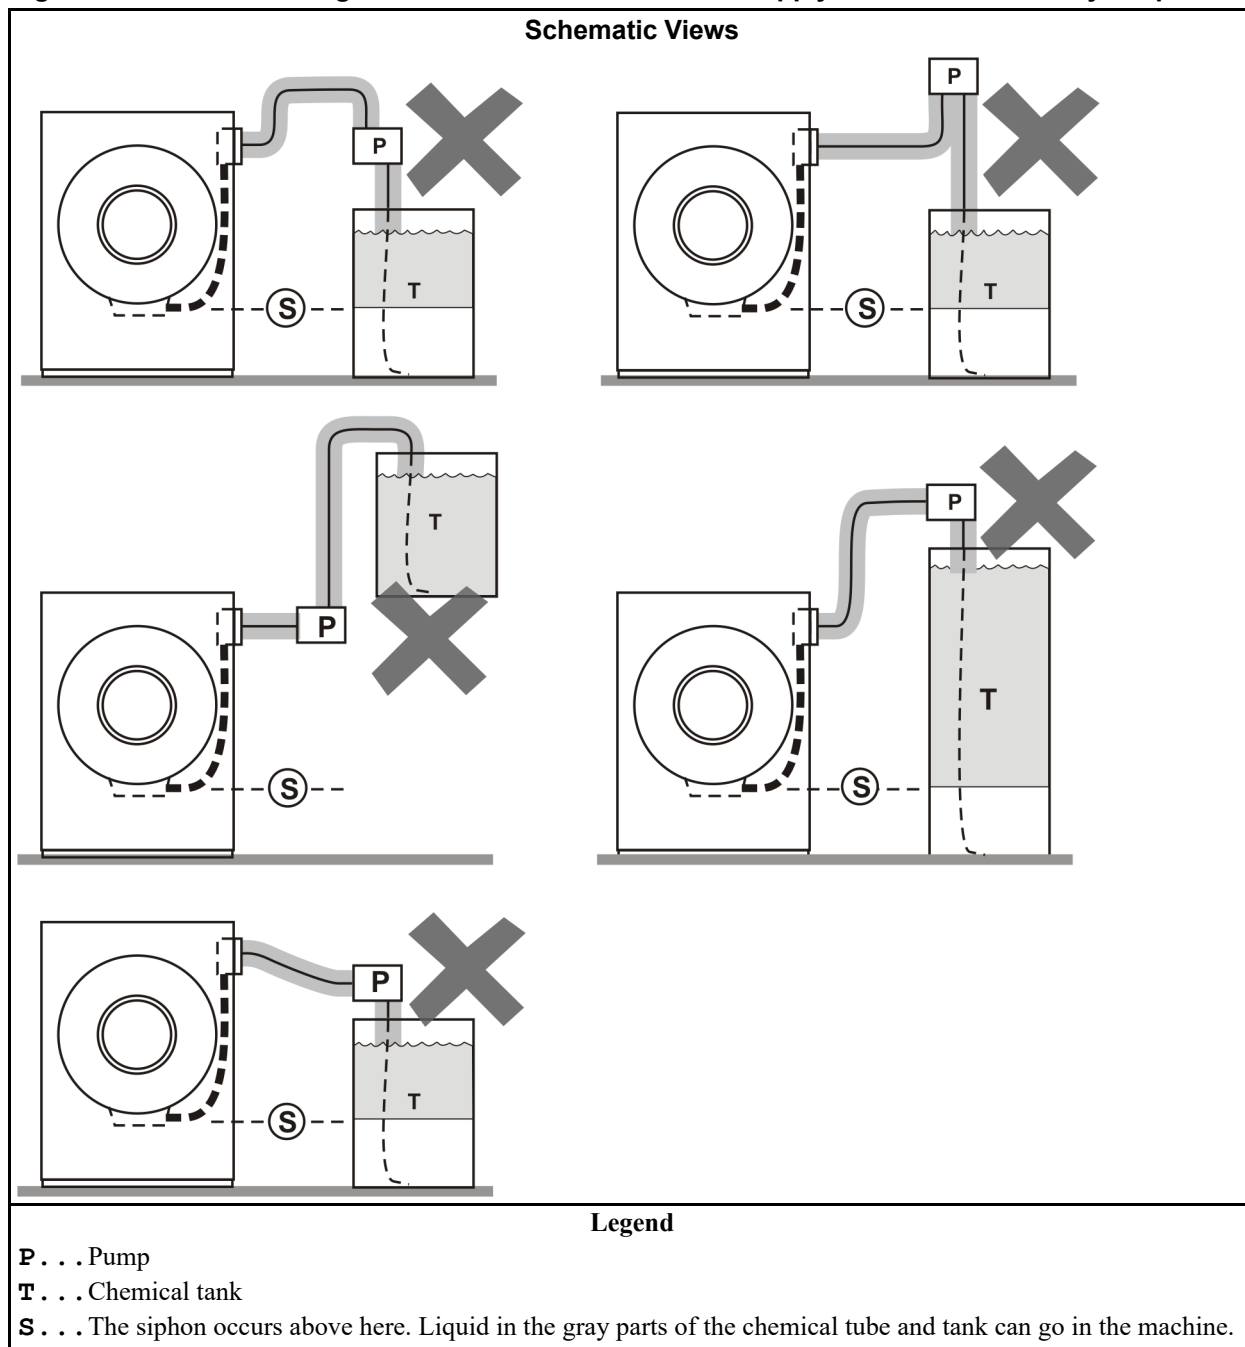 Schematic Views
P
P
T
T
S
S
T
P
P
T
S
S
P
T
S
Legend
P...Pump
T...Chemical tank
S...The siphon occurs above here. Liquid in the gray parts of the chemical tube and tank can go in the machine.